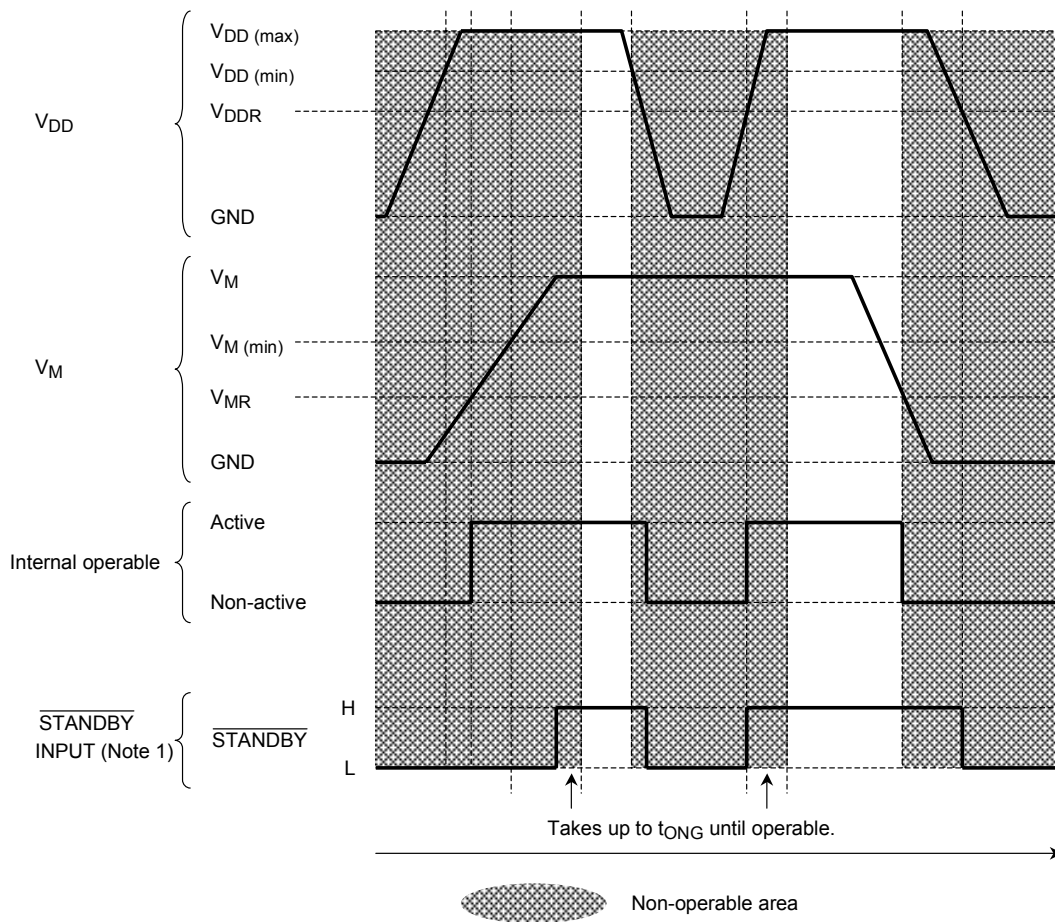 VDD (max)
VDD (min)
VDDR
VDD
GND
VM
VM (min)
VM
VMR
GND
Active
Internal operable
Non-active
STANDBY
INPUT (Note 1)
STANDBY
H
L
Takes up to tONG until operable.
Non-operable area